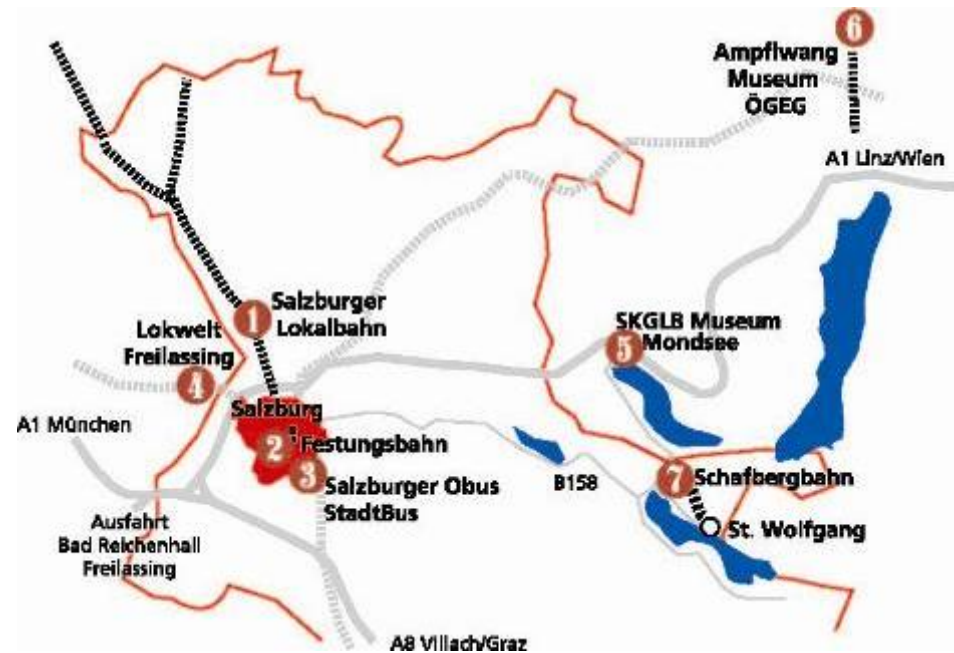 6
Ampflwang
Museum
ÖGEG
A1 Linz/Wien
1
Salzburger
Lokalbahn
Lokwelt
Freilassing
4
SKGLB Museum
Mondsee
5
Salzburg
A1 München
2
Festungsbahn
3
Salzburger Obus
StadtBus
B158
7
Schafbergbahn
St. Wolfgang
Ausfahrt
Bad Reichenhall
Freilassing
A8 Villach/Graz